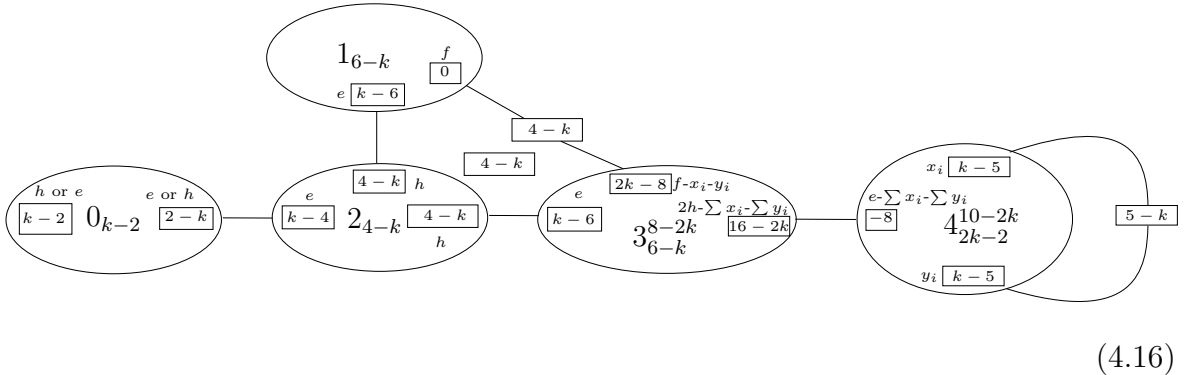 1_{6-k}
f
0
e k − 6
4 − k
4 − k
h or e
k − 2
0_{k-2}
e or h
2 − k
4 − k h
e
k − 4
2_{4-k}
4 − k
h
2k − 8 f-x_i-y_i
e
k − 6
3^{8-2k}_{6-k}
2h-∑ x_i-∑ y_i
16 − 2k
x_i k − 5
e-∑ x_i-∑ y_i
−8
4^{10-2k}_{2k-2}
y_i k − 5
5 − k
(4.16)